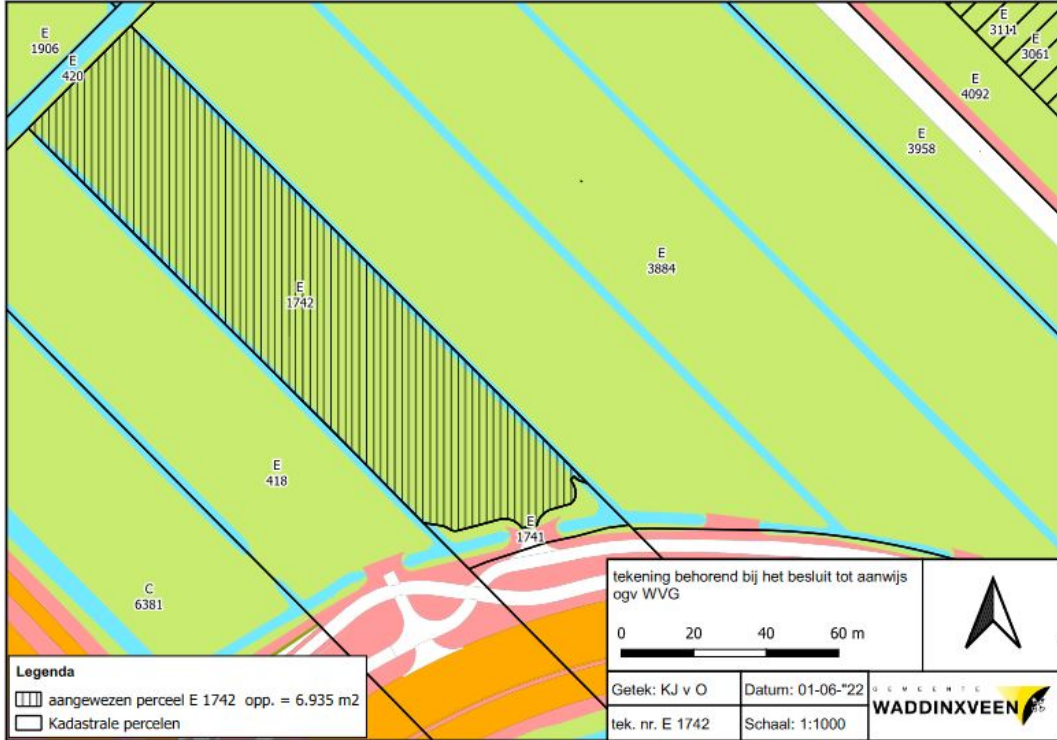 E
1906
E
420
E
3111
E
3061
E
4092
E
3958
E
3884
E
1742
E
418
E
1741
C
6381
tekening behorend bij het besluit tot aanwijs
ogv WVG
0 20 40 60 m
Getek: KJ v O
Datum: 01-06-"22
tek. nr. E 1742
Schaal: 1:1000
GEMEENTE
WADDINXVEEN
Legenda
aangewezen perceel E 1742 opp. = 6.935 m2
Kadastrale percelen